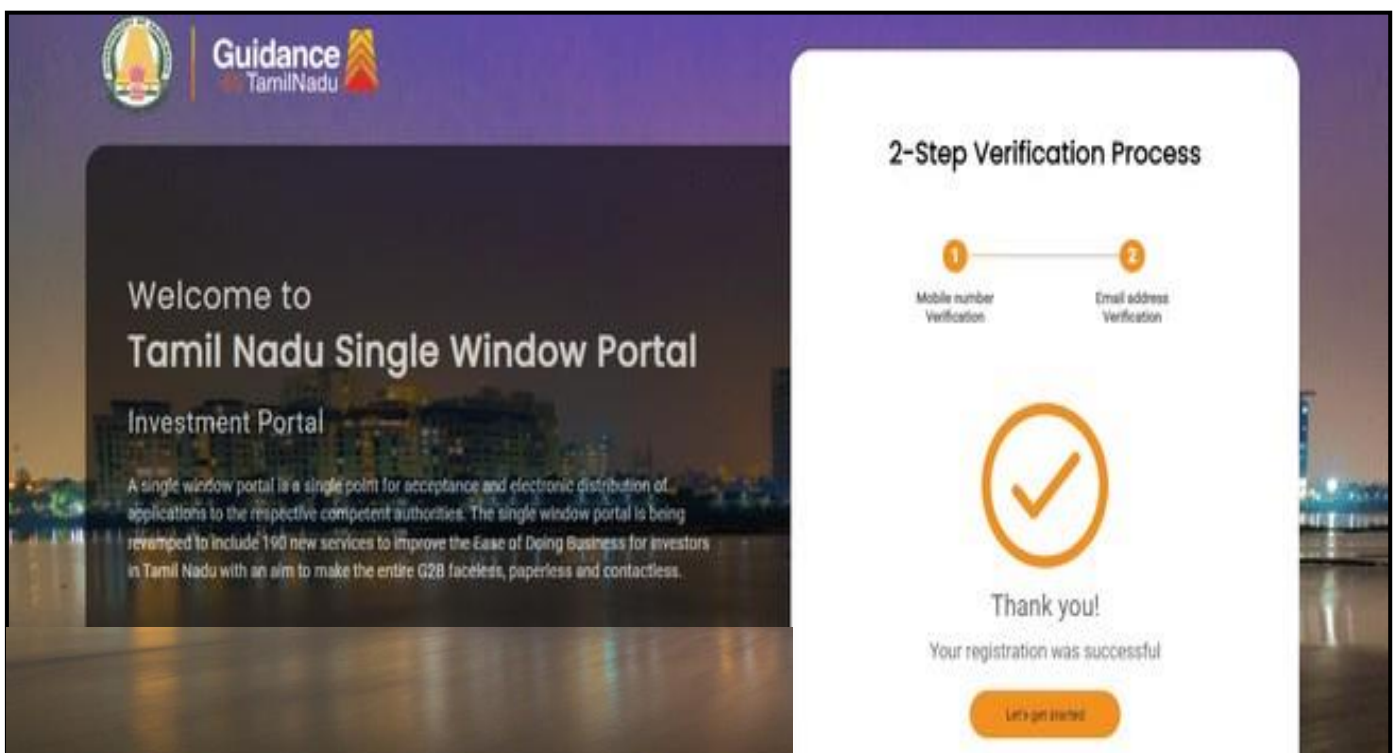 Guidance
TamilNadu
Welcome to
Tamil Nadu Single Window Portal
Investment Portal
A single window portal is a single point for acceptance and electronic distribution of
applications to the respective competent authorities. The single window portal is being
revamped to include 190 new services to improve the Ease of Doing Business for investors
in Tamil Nadu with an aim to make the entire G2B faceless, paperless and contactless.
2-Step Verification Process
1
2
Mobile number
Verification
Email address
Verification
Thank you!
Your registration was successful
Let's get started